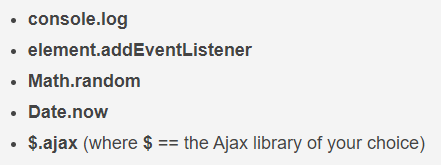 • console.log
• element.addEventListener
• Math.random
• Date.now
• $.ajax (where $ == the Ajax library of your choice)